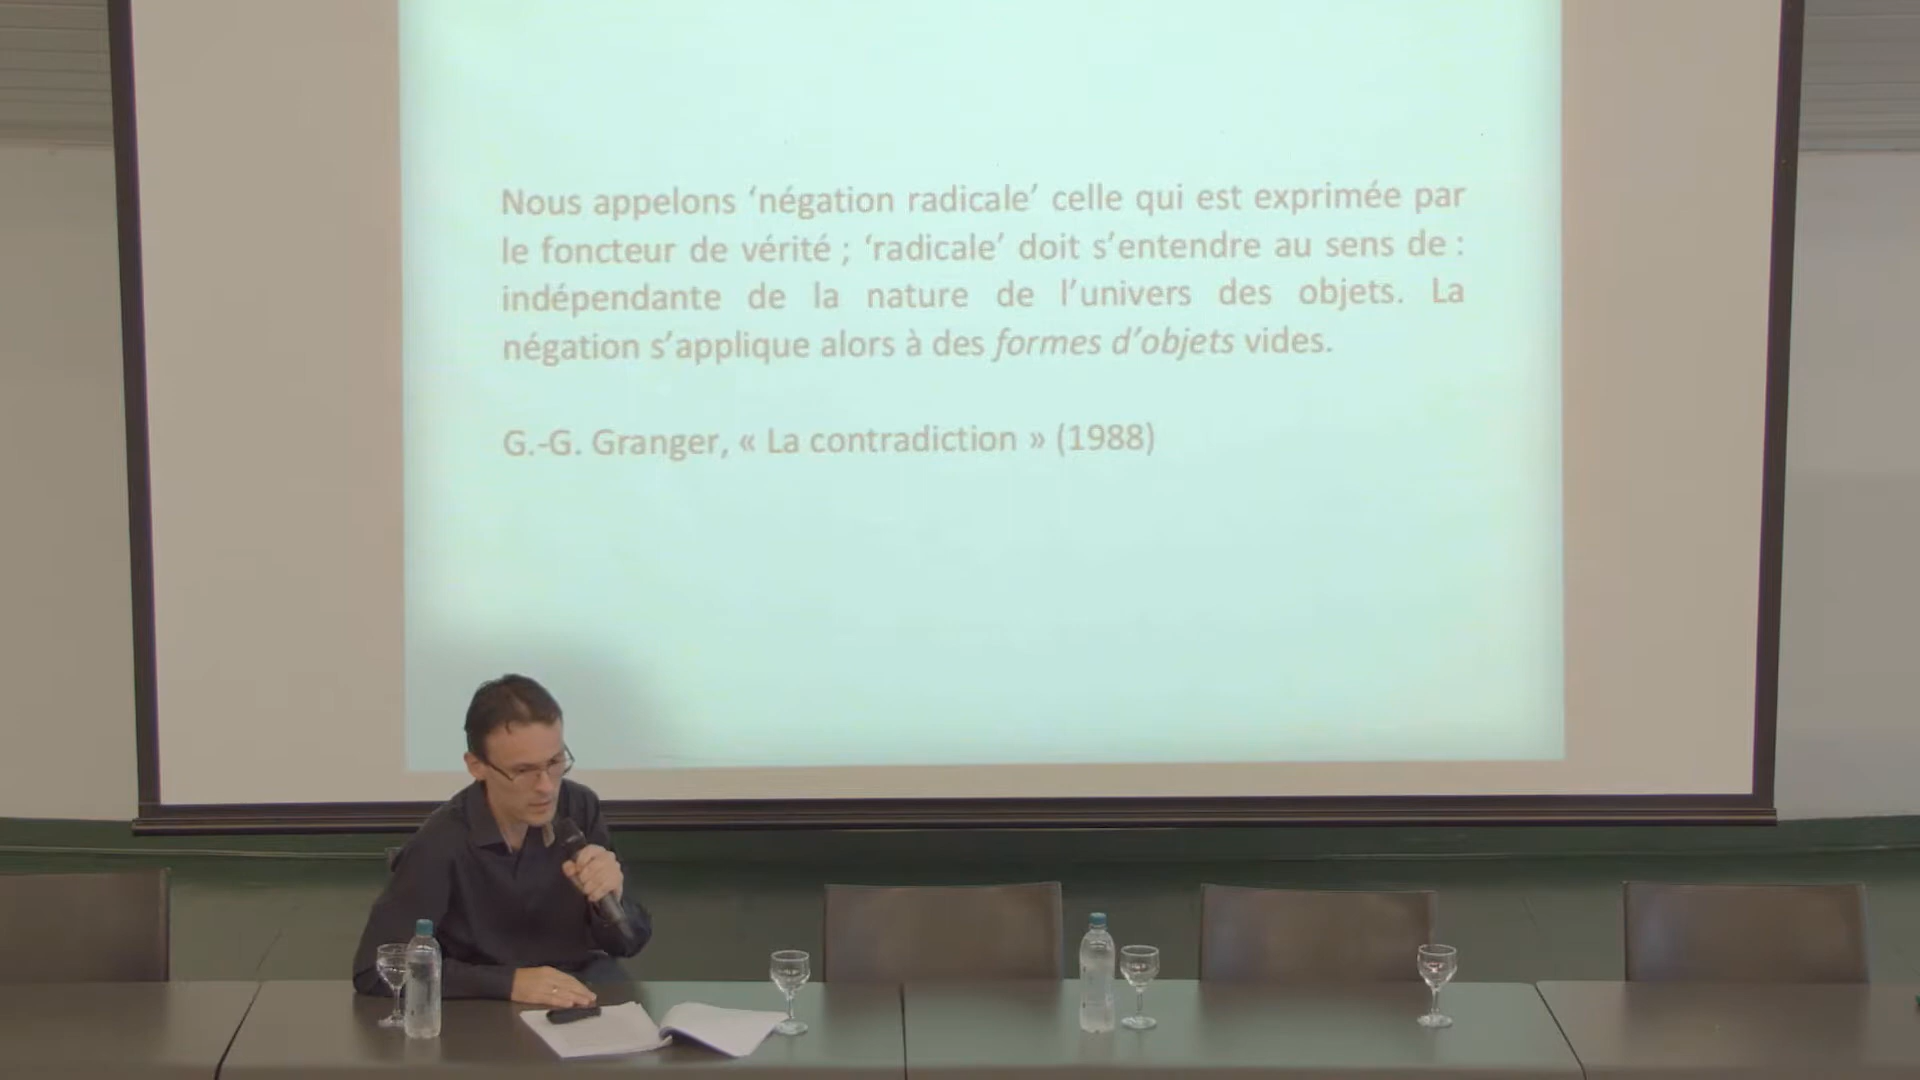 Nous appelons ‘négation radicale’ celle qui est exprimée par
le foncteur de vérité ; ‘radicale’ doit s’entendre au sens de :
indépendante de la nature de l’univers des objets. La
négation s’applique alors à des formes d’objets vides.
G.-G. Granger, « La contradiction » (1988)